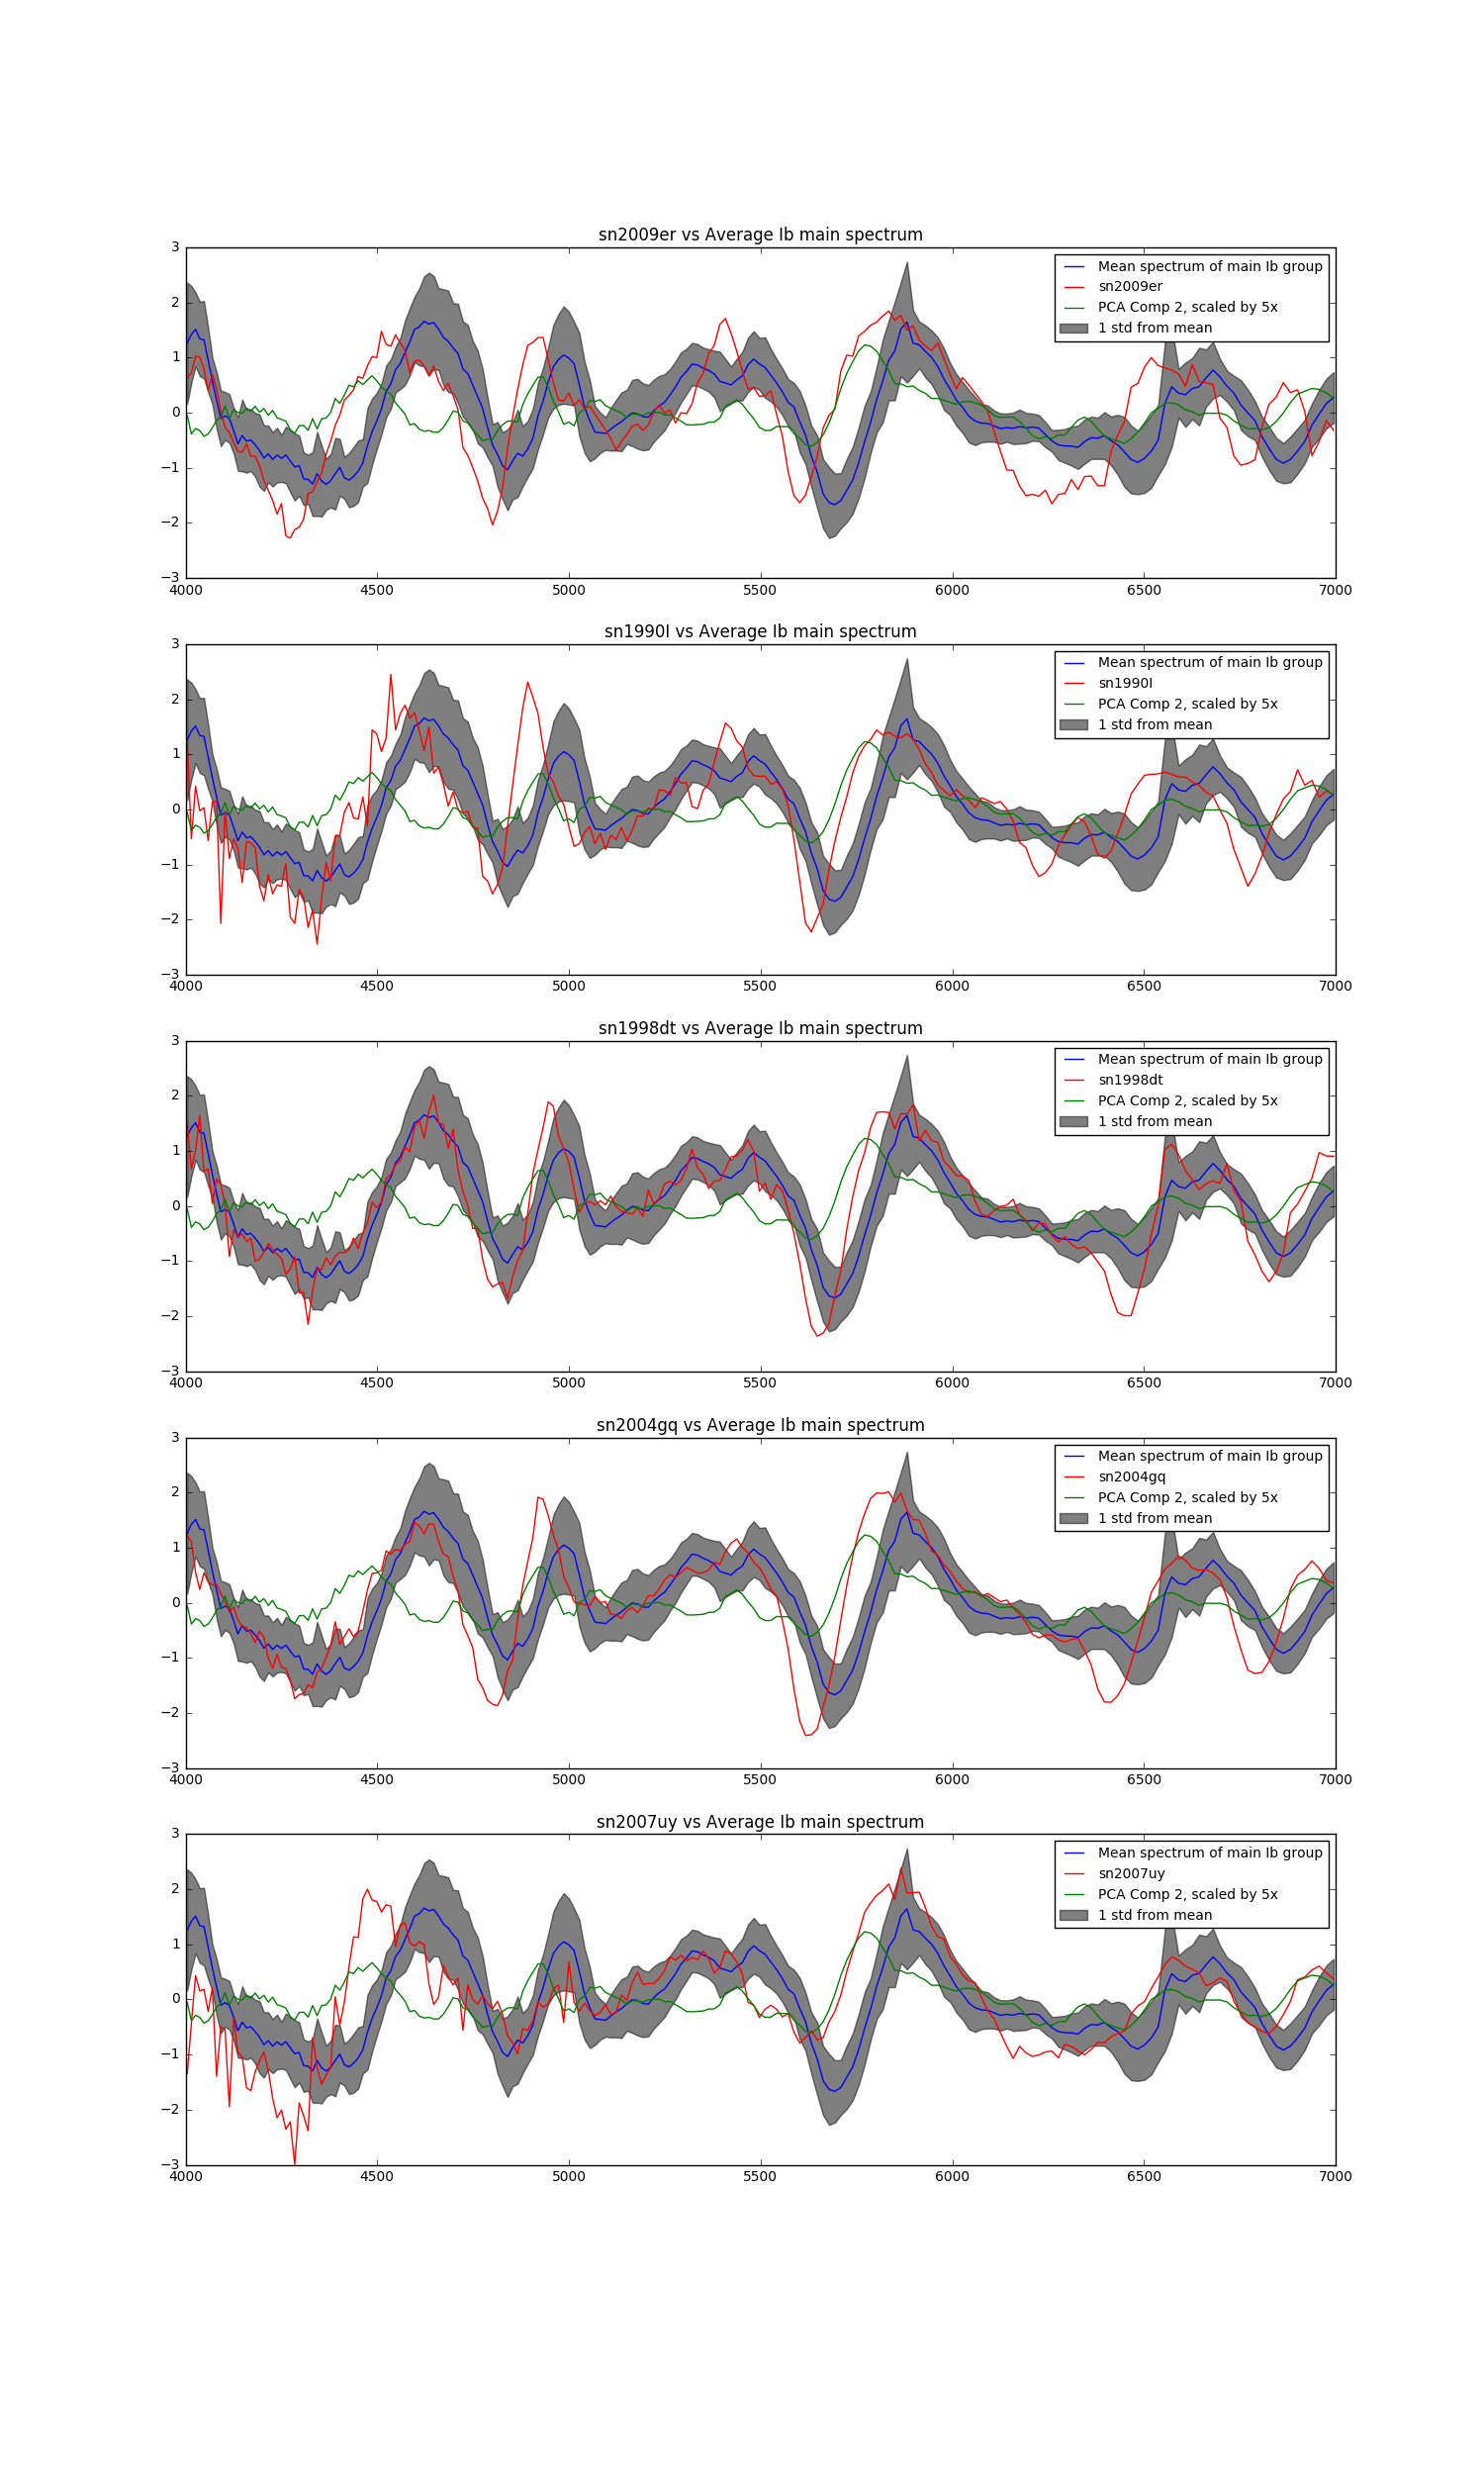 sn2009er vs Average Ib main spectrum
3
2
1
0
−1
−2
−3
Mean spectrum of main Ib group
sn2009er
PCA Comp 2, scaled by 5x
1 std from mean
4000 4500 5000 5500 6000 6500 7000
sn1990I vs Average Ib main spectrum
3
2
1
0
−1
−2
−3
Mean spectrum of main Ib group
sn1990I
PCA Comp 2, scaled by 5x
1 std from mean
4000 4500 5000 5500 6000 6500 7000
sn1998dt vs Average Ib main spectrum
3
2
1
0
−1
−2
−3
Mean spectrum of main Ib group
sn1998dt
PCA Comp 2, scaled by 5x
1 std from mean
4000 4500 5000 5500 6000 6500 7000
sn2004gq vs Average Ib main spectrum
3
2
1
0
−1
−2
−3
Mean spectrum of main Ib group
sn2004gq
PCA Comp 2, scaled by 5x
1 std from mean
4000 4500 5000 5500 6000 6500 7000
sn2007uy vs Average Ib main spectrum
3
2
1
0
−1
−2
−3
Mean spectrum of main Ib group
sn2007uy
PCA Comp 2, scaled by 5x
1 std from mean
4000 4500 5000 5500 6000 6500 7000